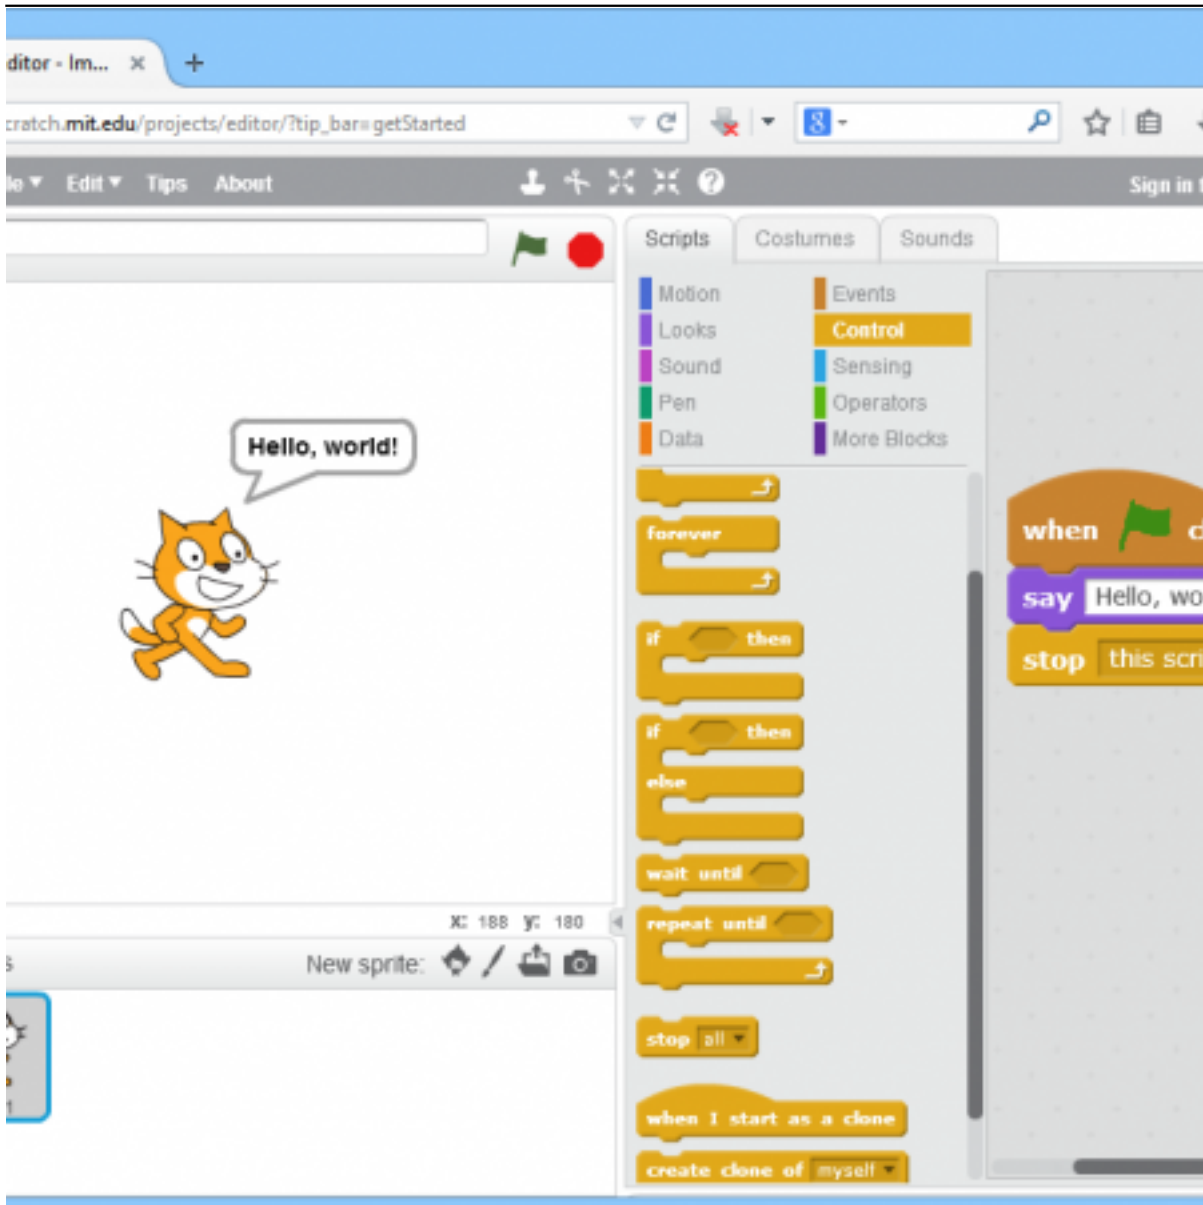 ditor - Im...
cratch.mit.edu/projects/editor/?tip_bar=getStarted
le Edit Tips About
Sign in t
Scripts Costumes Sounds
Motion Events
Looks Control
Sound Sensing
Pen Operators
Data More Blocks
Hello, world!
forever
if then
if then
else
wait until
repeat until
stop all
when I start as a clone
create clone of myself
when cl
say Hello, wo
stop this scri
X: 188 y: 180
s New sprite:
1